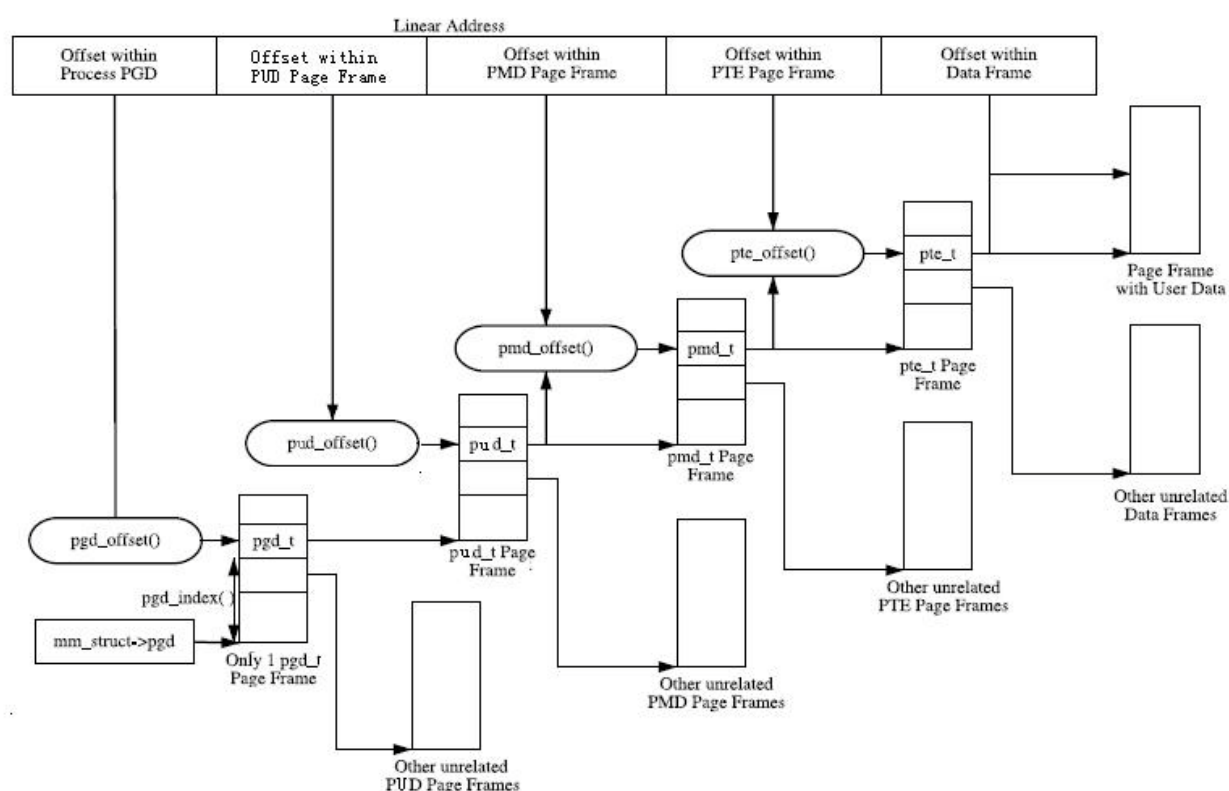 Linear Address
Offset within
Process PGD
Offset within
PUD Page Frame
Offset within
PMD Page Frame
Offset within
PTE Page Frame
Offset within
Data Frame
pte_offset()
pte_t
Page Frame
with User Data
pmd_offset()
pmd_t
pte_t Page
Frame
pud_offset()
pud_t
pmd_t Page
Frame
Other unrelated
Data Frames
pgd_offset()
pgd_t
pud_t Page
Frame
Other unrelated
PTE Page Frames
pgd_index( )
mm_struct->pgd
Only 1 pgd_t
Page Frame
Other unrelated
PMD Page Frames
Other unrelated
PUD Page Frames